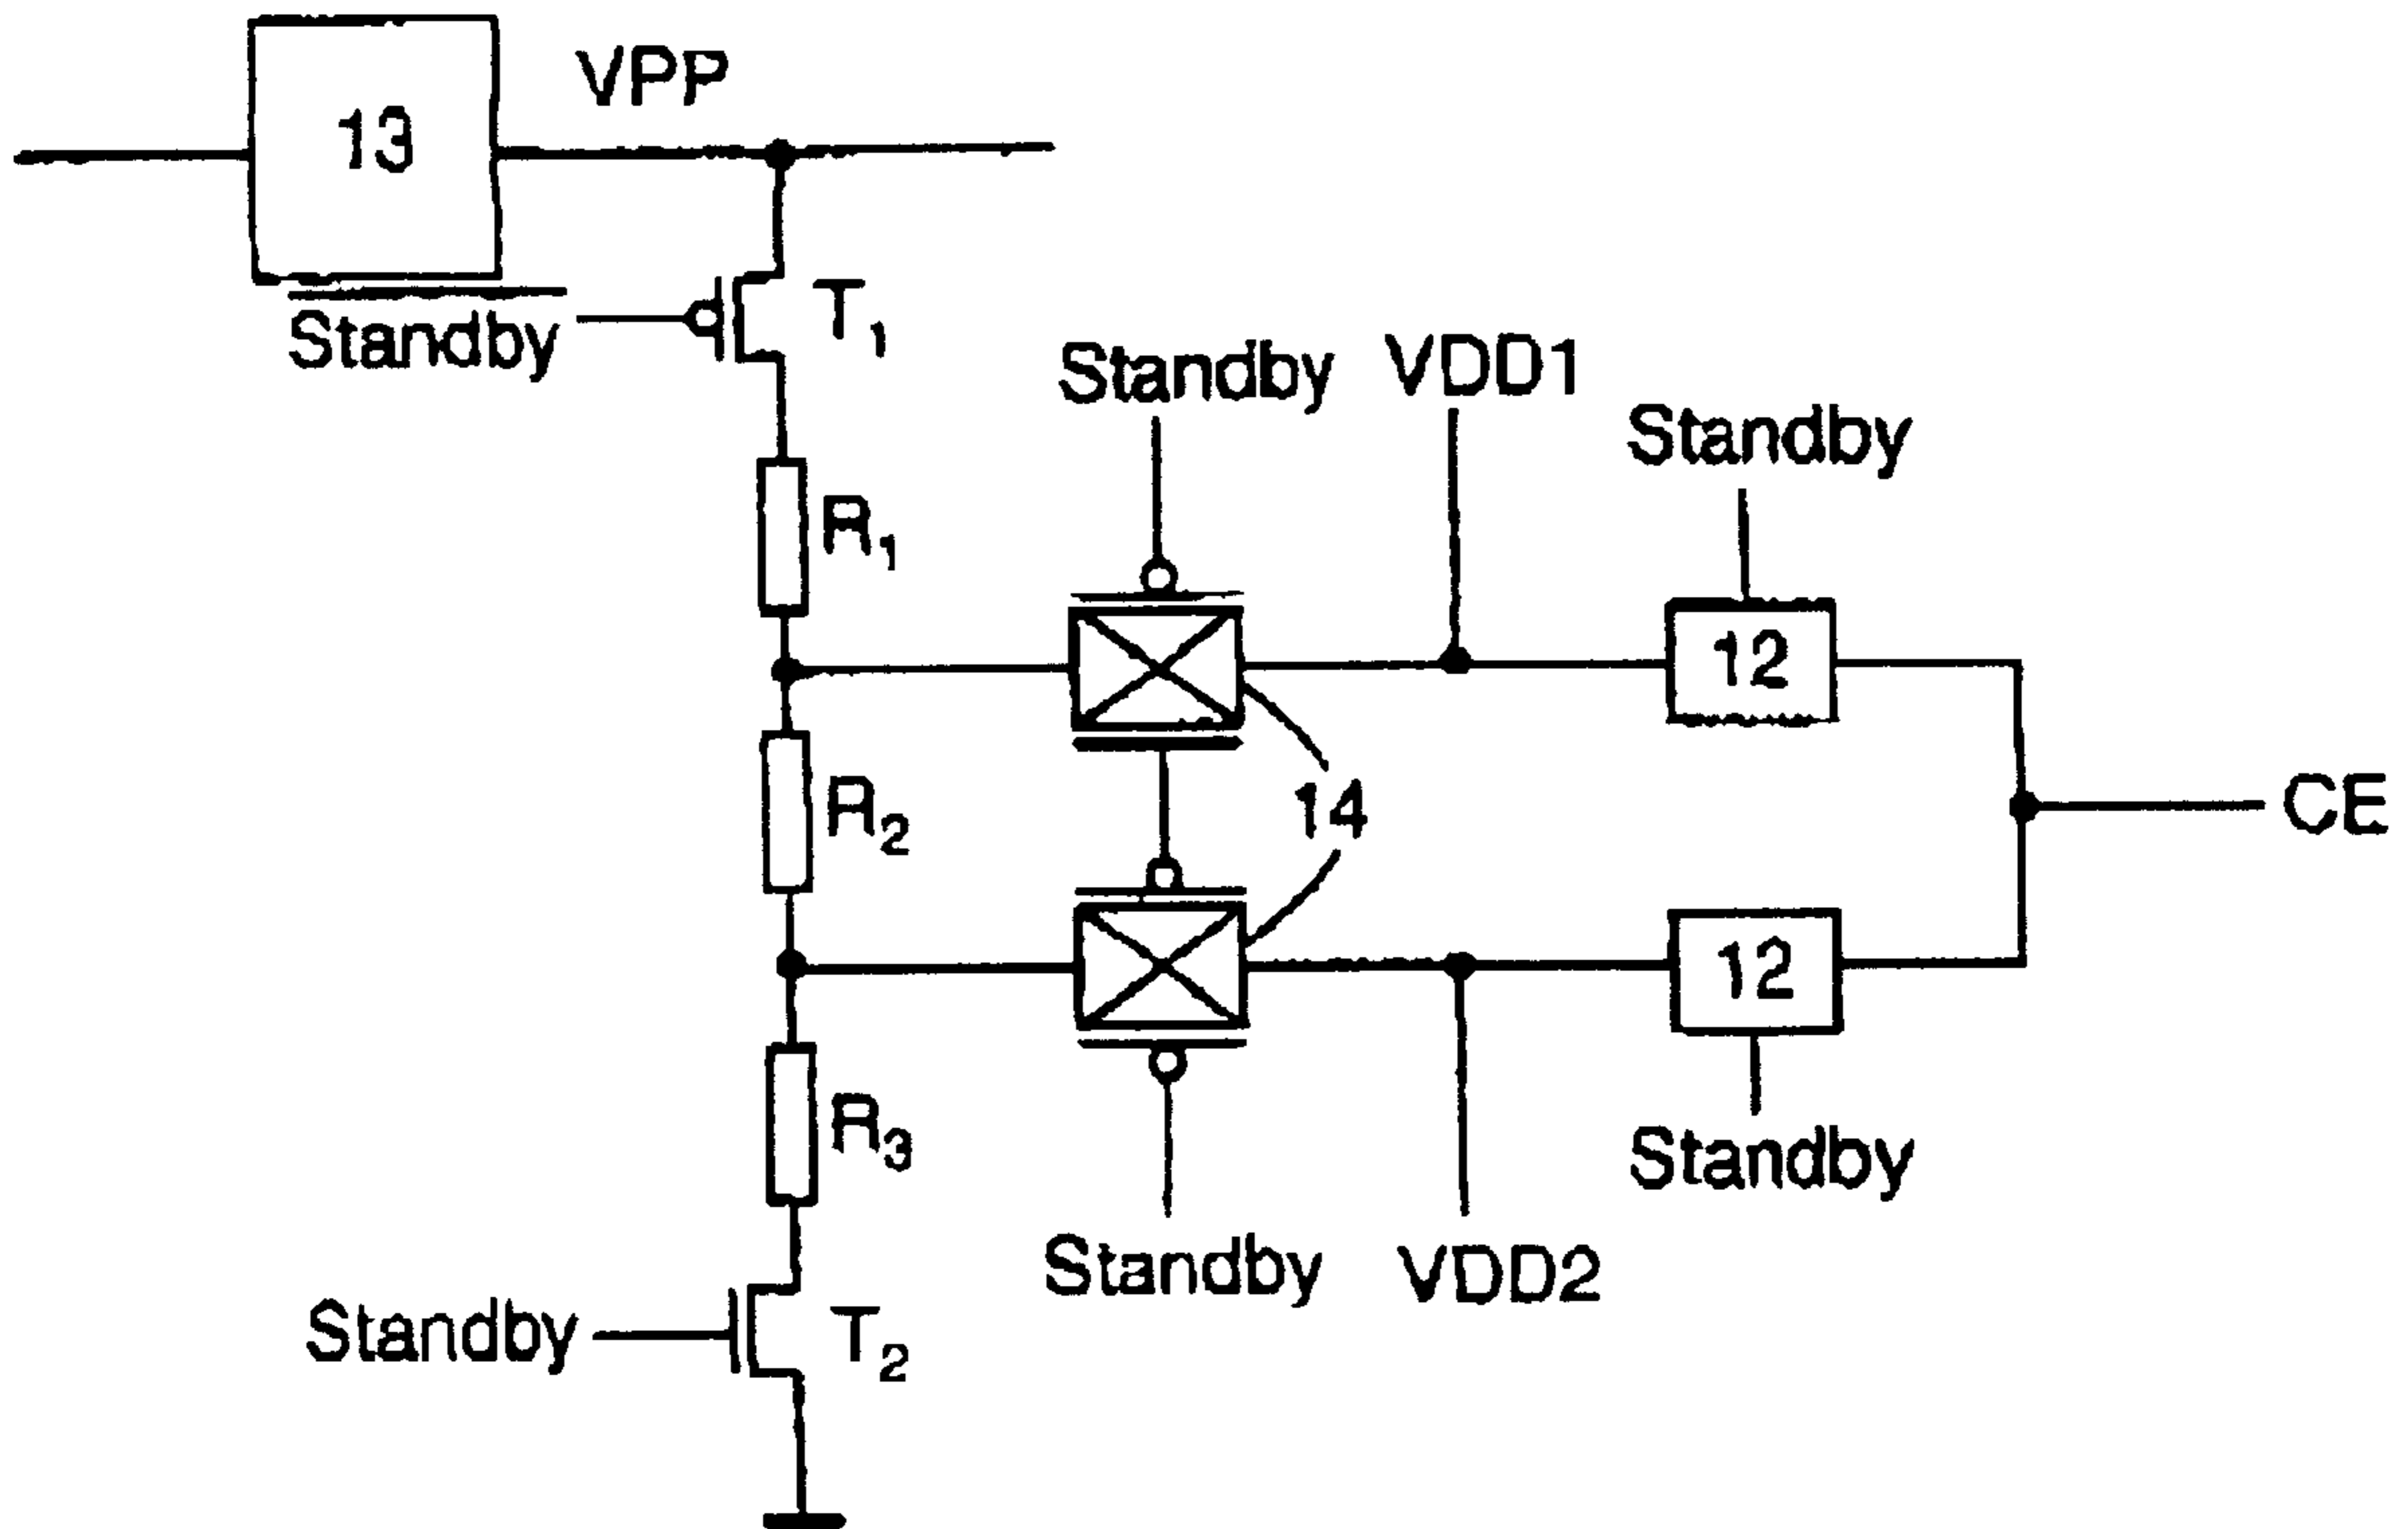 VPP
13
Standby
T1
Standby
VDD1
Standby
R1
12
R2
14
CE
12
R3
Standby
Standby
VDD2
Standby
T2